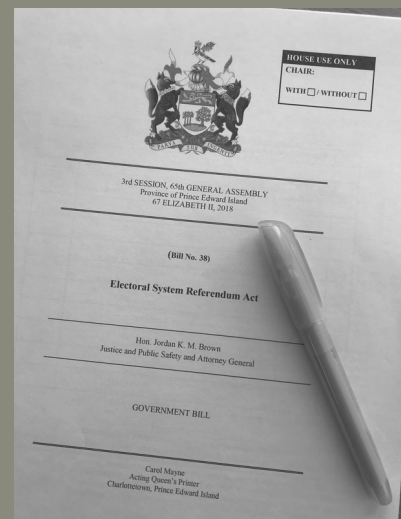 HOUSE USE ONLY
CHAIR:
WITH □ / WITHOUT □
PARVA SUB INGENTI
3rd SESSION, 65th GENERAL ASSEMBLY
Province of Prince Edward Island
67 ELIZABETH II, 2018
(Bill No. 38)
Electoral System Referendum Act
Hon. Jordan K. M. Brown
Justice and Public Safety and Attorney General
GOVERNMENT BILL
Carol Mayne
Acting Queen's Printer
Charlottetown, Prince Edward Island